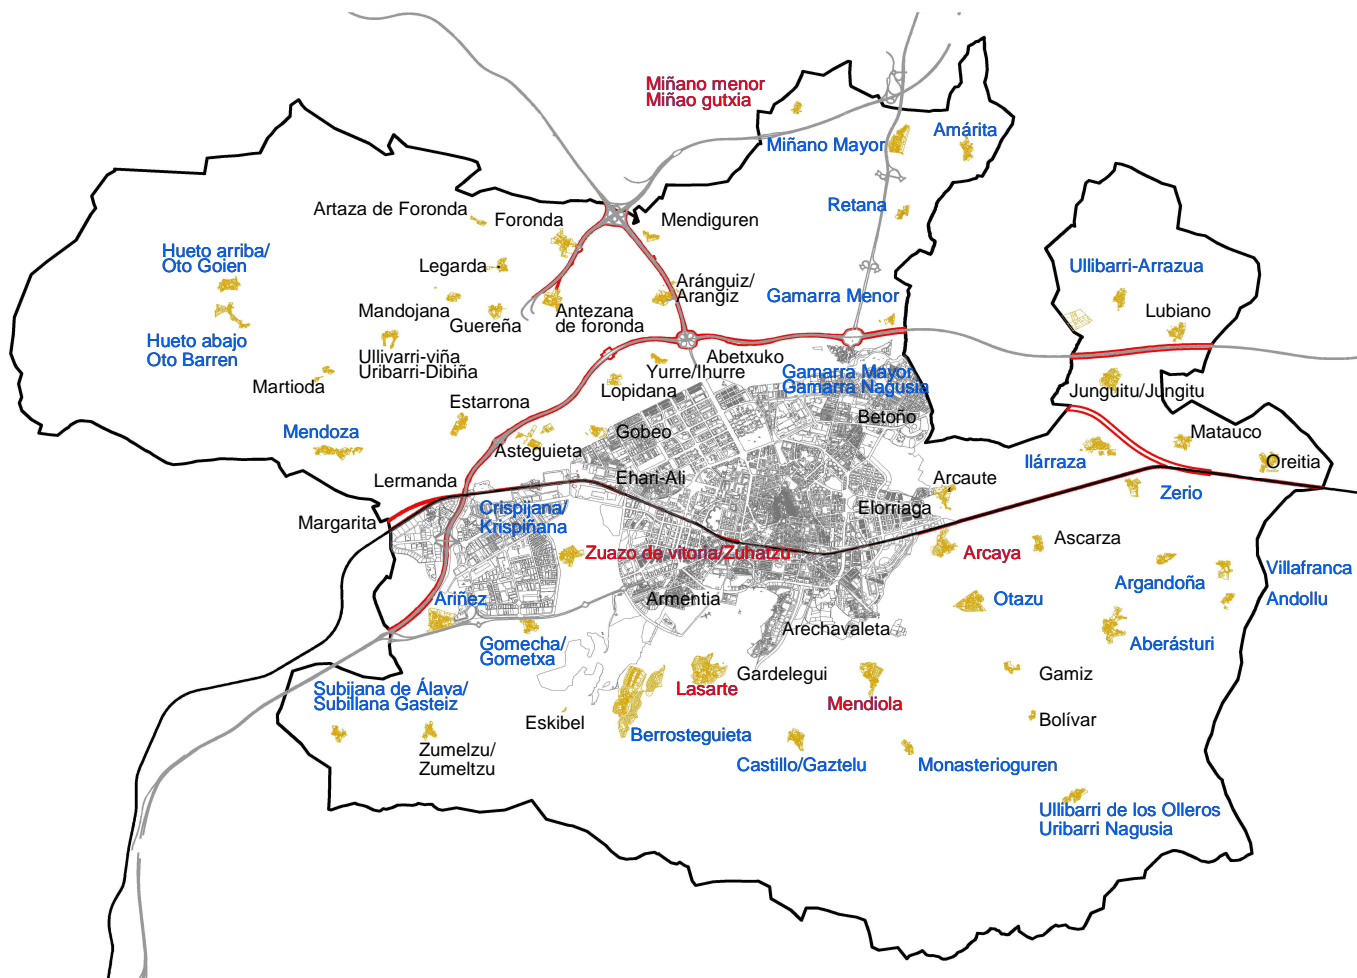 Miñano menor
Miñao gutxia
Amárita
Miñano Mayor
Retana
Artaza de Foronda
Foronda
Mendiguren
Hueto arriba/
Oto Goien
Legarda
Ullibarri-Arrazua
Aránguiz/
Arangiz
Gamarra Menor
Mandojana
Guereña
Antezana
de foronda
Lubiano
Hueto abajo
Oto Barren
Ullivarri-viña
Uribarri-Dibiña
Abetxuko
Yurre/Ihurre
Gamarra Mayor
Gamarra Nagusia
Martioda
Lopidana
Junguitu/Jungitu
Estarrona
Betoño
Mendoza
Gobeo
Matauco
Asteguieta
Ilárraza
Oreitia
Lermanda
Ehari-Ali
Arcaute
Zerio
Margarita
Crispijana/
Krispiñana
Elorriaga
Ascarza
Zuazo de vitoria/Zuhatzu
Arcaya
Villafranca
Argandoña
Ariñez
Armentia
Otazu
Andollu
Arechavaleta
Gomecha/
Gometxa
Aberásturi
Gardelegui
Gamiz
Subijana de Álava/
Subillana Gasteiz
Lasarte
Mendiola
Eskibel
Bolívar
Berrosteguieta
Zumelzu/
Zumeltzu
Castillo/Gaztelu
Monasterioguren
Ullibarri de los Olleros
Uribarri Nagusia